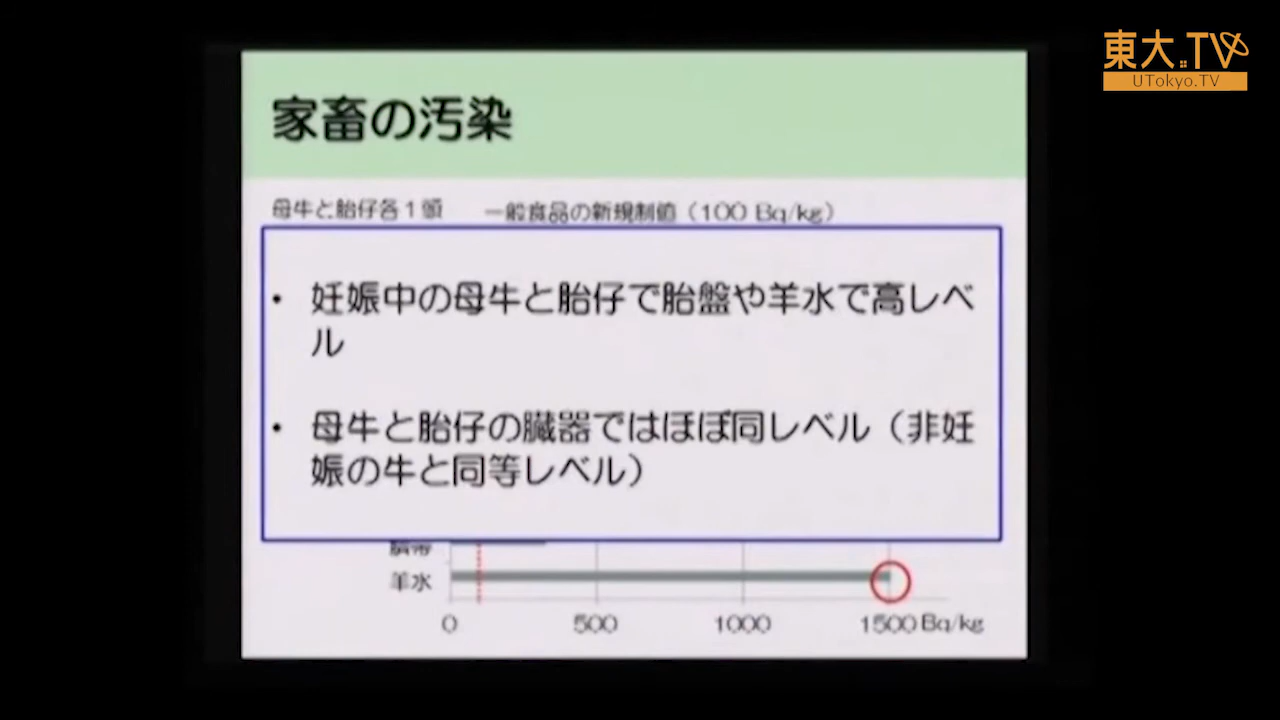 東大.TV
UTokyo.TV
家畜の汚染
母牛と胎仔各1頭 一般食品の新規制値（100 Bq/kg）
• 妊娠中の母牛と胎仔で胎盤や羊水で高レベ
ル
• 母牛と胎仔の臓器ではほぼ同レベル（非妊
娠の牛と同等レベル）
羊水
0 500 1000 1500 Bq/kg